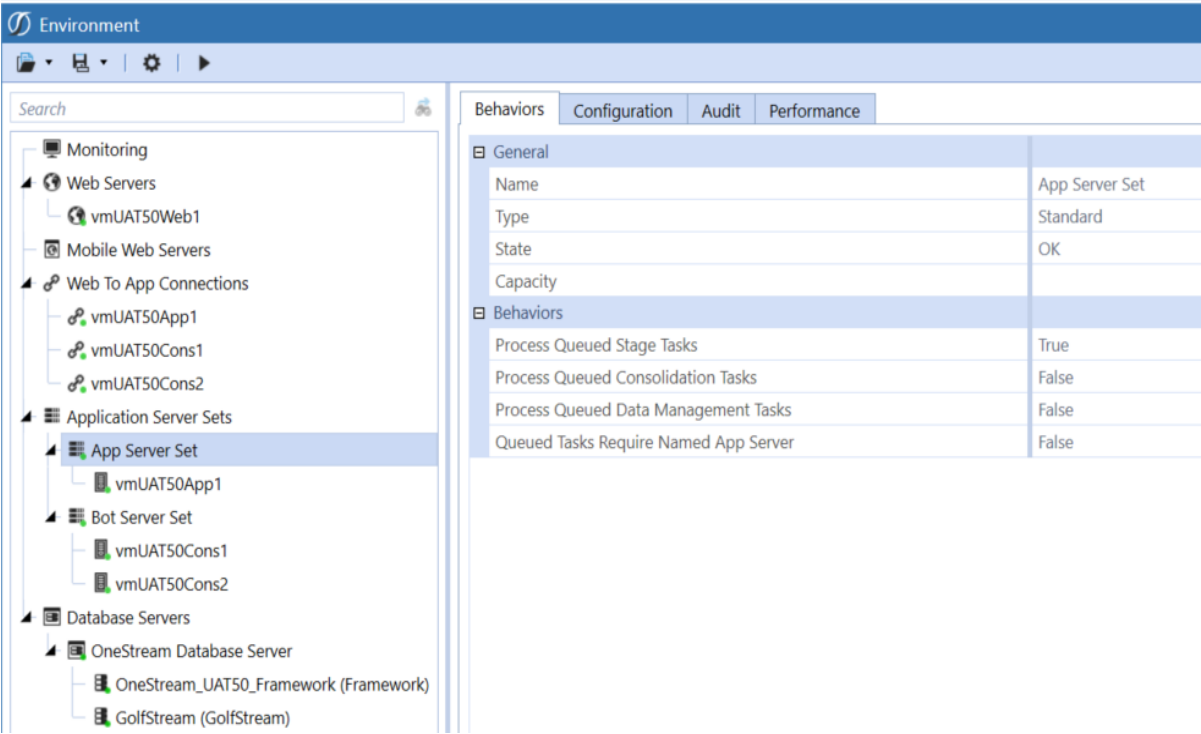 Environment
Search
Monitoring
Web Servers
vmUAT50Web1
Mobile Web Servers
Web To App Connections
vmUAT50App1
vmUAT50Cons1
vmUAT50Cons2
Application Server Sets
App Server Set
vmUAT50App1
Bot Server Set
vmUAT50Cons1
vmUAT50Cons2
Database Servers
OneStream Database Server
OneStream_UAT50_Framework (Framework)
GolfStream (GolfStream)
Behaviors Configuration Audit Performance
General
Name App Server Set
Type Standard
State OK
Capacity
Behaviors
Process Queued Stage Tasks True
Process Queued Consolidation Tasks False
Process Queued Data Management Tasks False
Queued Tasks Require Named App Server False